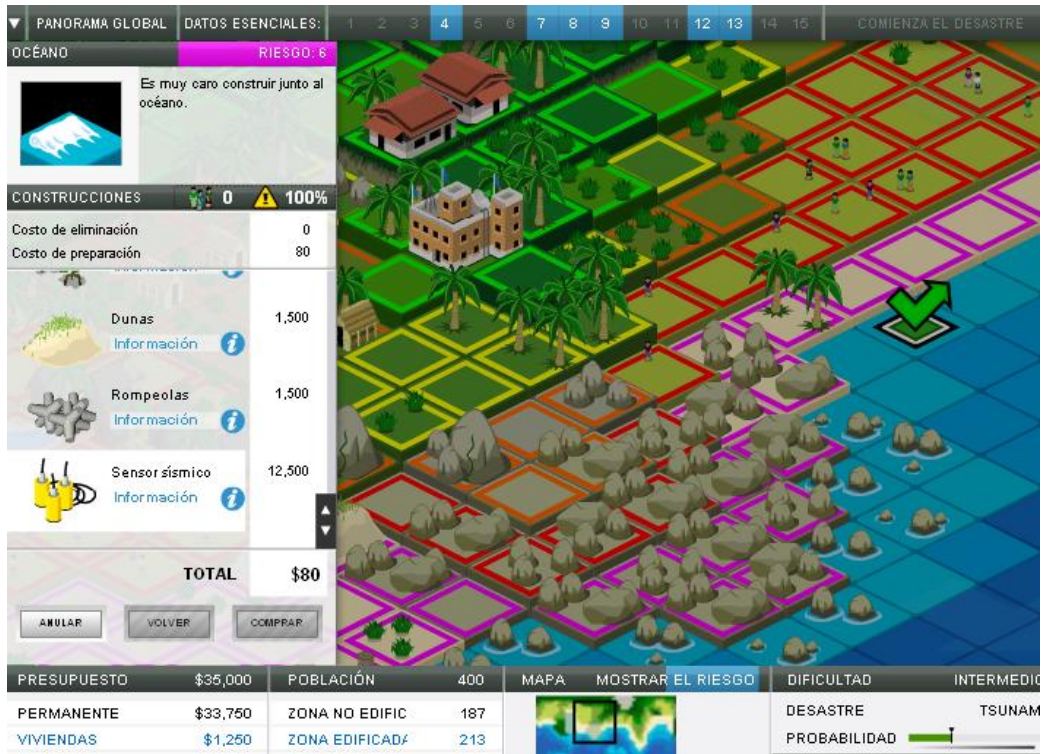 PANORAMA GLOBAL DATOS ESENCIALES: 1 2 3 4 5 6 7 8 9 10 11 12 13 14 15 COMIENZA EL DESASTRE
OCÉANO RIESGO: 6
Es muy caro construir junto al
océano.
CONSTRUCCIONES 0 100%
Costo de eliminación 0
Costo de preparación 80
Información
Dunas 1,500
Información
Rompeolas 1,500
Información
Sensor sísmico 12,500
Información
TOTAL $80
ANULAR VOLVER COMPRAR
PRESUPUESTO $35,000 POBLACIÓN 400 MAPA MOSTRAR EL RIESGO DIFICULTAD INTERMEDIO
PERMANENTE $33,750 ZONA NO EDIFIC 187 DESASTRE TSUNAM
VIVIENDAS $1,250 ZONA EDIFICADA 213 PROBABILIDAD